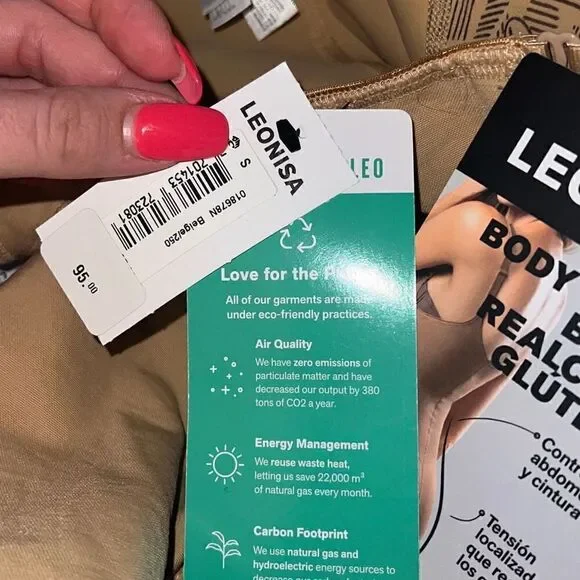 LEONISA
S
018678N Beige/250
701453
723081
95.00
LEO
Love for the
All of our garments are made
under eco-friendly practices.
Air Quality
We have zero emissions of
particulate matter and have
decreased our output by 380
tons of CO2 a year.
Energy Management
We reuse waste heat,
letting us save 22,000 m³
of natural gas every month.
Carbon Footprint
We use natural gas and
hydroelectric energy sources to
LEO
BODY
REALC
GLÚT
Contr
abdom
y cintura
Tensión
localizad
que re
los